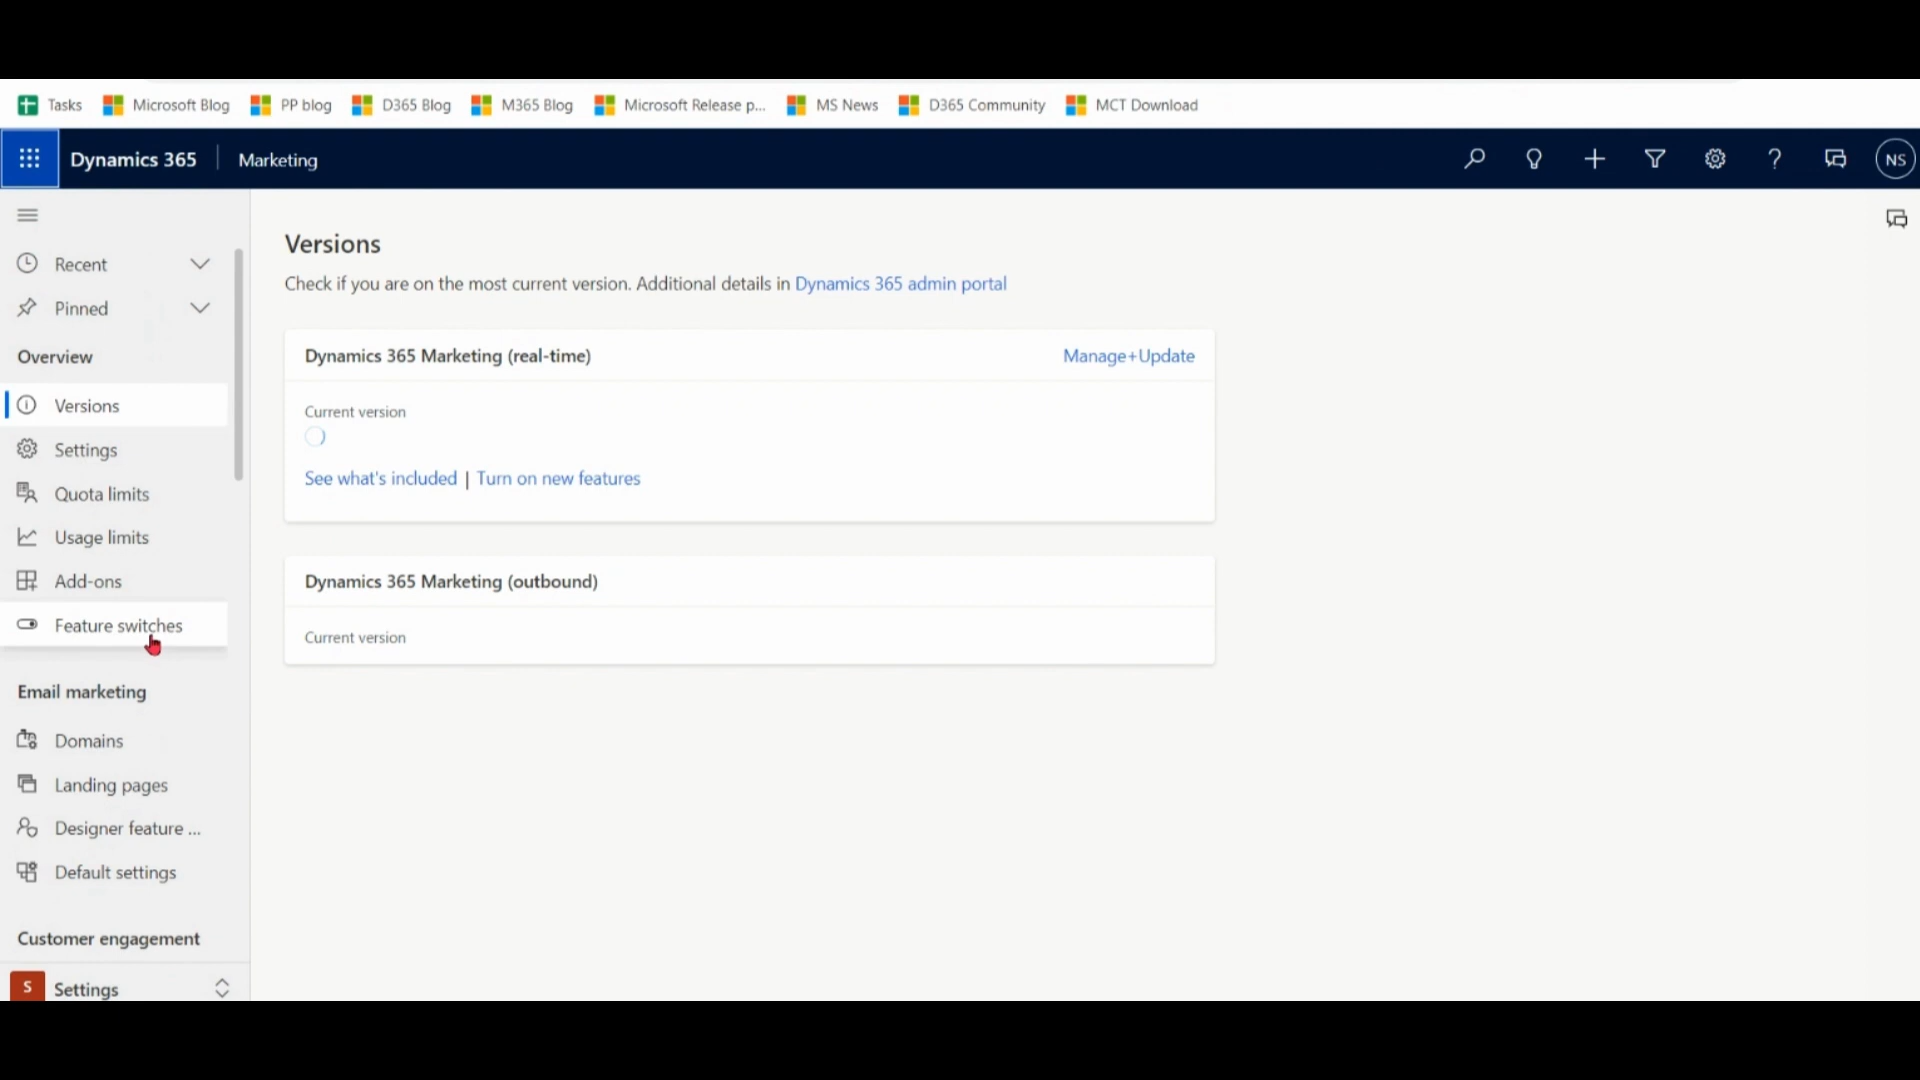 Tasks
Microsoft Blog
PP blog
D365 Blog
M365 Blog
Microsoft Release p...
MS News
D365 Community
MCT Download
Dynamics 365
Marketing
NS
Recent
Pinned
Overview
Versions
Settings
Quota limits
Usage limits
Add-ons
Feature switches
Email marketing
Domains
Landing pages
Designer feature ...
Default settings
Customer engagement
S Settings
Versions
Check if you are on the most current version. Additional details in Dynamics 365 admin portal
Dynamics 365 Marketing (real-time)
Manage+Update
Current version
See what's included | Turn on new features
Dynamics 365 Marketing (outbound)
Current version